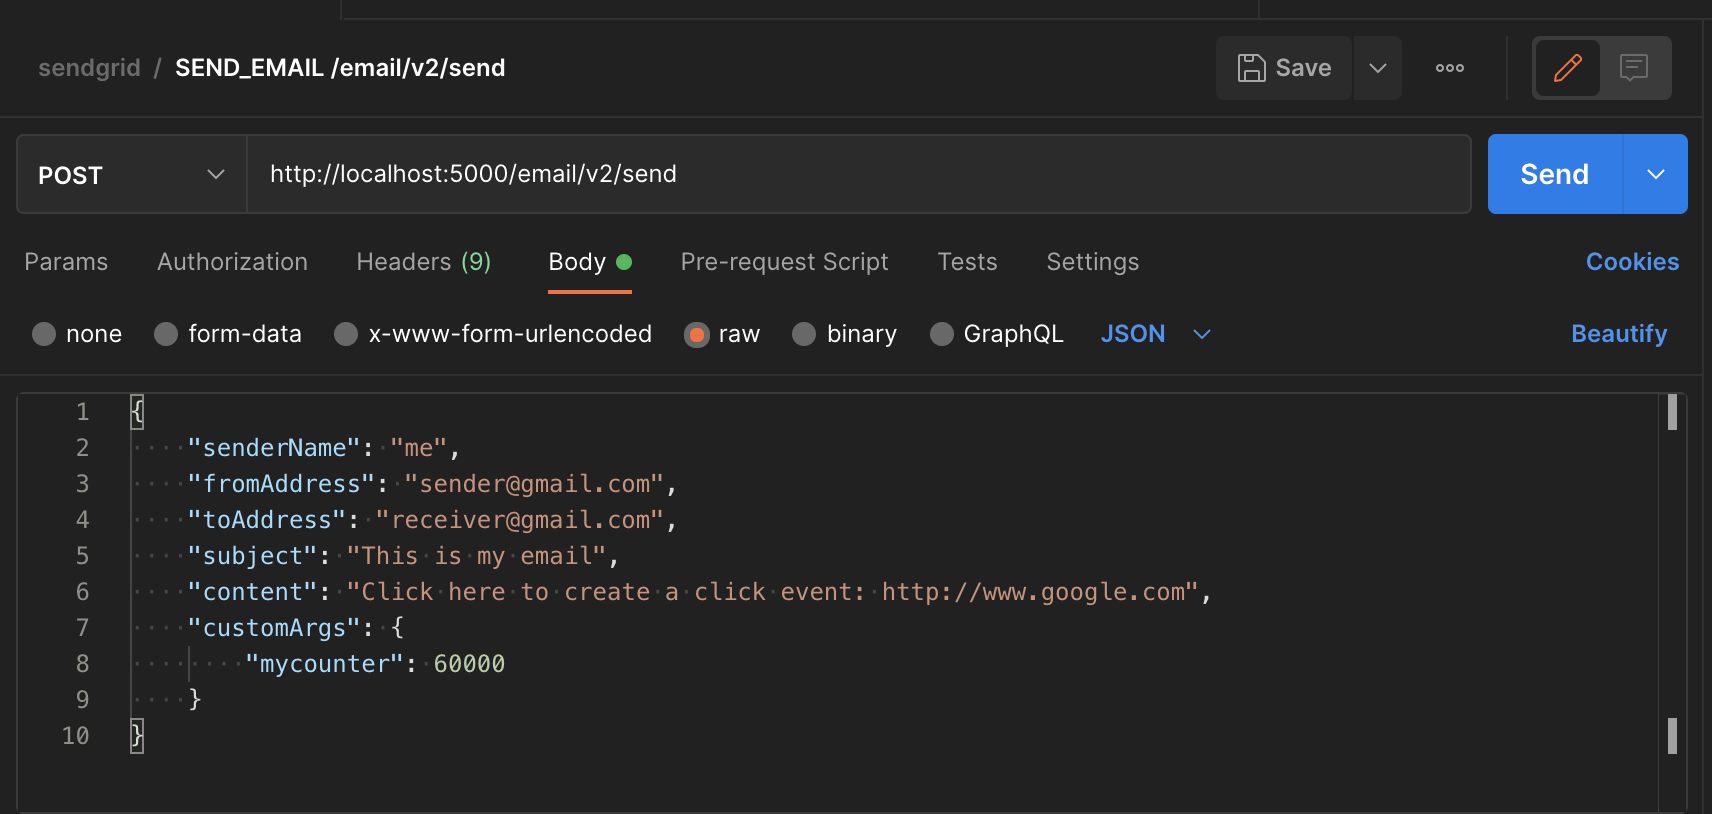 sendgrid / SEND_EMAIL /email/v2/send
Save
POST
http://localhost:5000/email/v2/send
Send
Params Authorization Headers (9) Body Pre-request Script Tests Settings Cookies
none form-data x-www-form-urlencoded raw binary GraphQL JSON Beautify
1 {
2 "senderName": "me",
3 "fromAddress": "sender@gmail.com",
4 "toAddress": "receiver@gmail.com",
5 "subject": "This is my email",
6 "content": "Click here to create a click event: http://www.google.com",
7 "customArgs": {
8 "mycounter": 60000
9 }
10 }